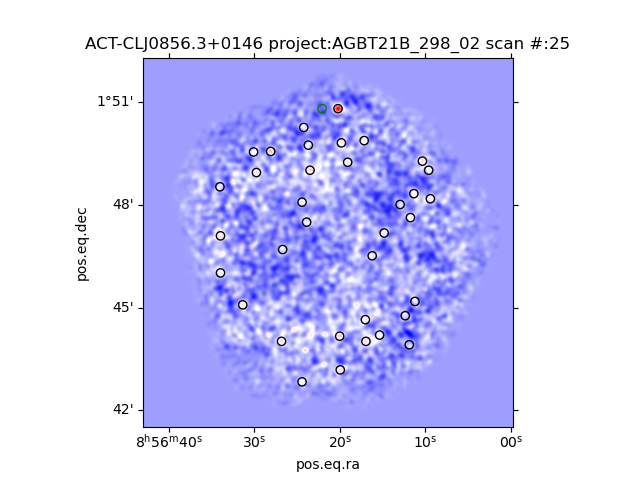 ACT-CLJ0856.3+0146 project:AGBT21B_298_02 scan #:25
1°51'
48'
45'
42'
pos.eq.dec
8ʰ56ᵐ40ˢ 30ˢ 20ˢ 10ˢ 00ˢ
pos.eq.ra